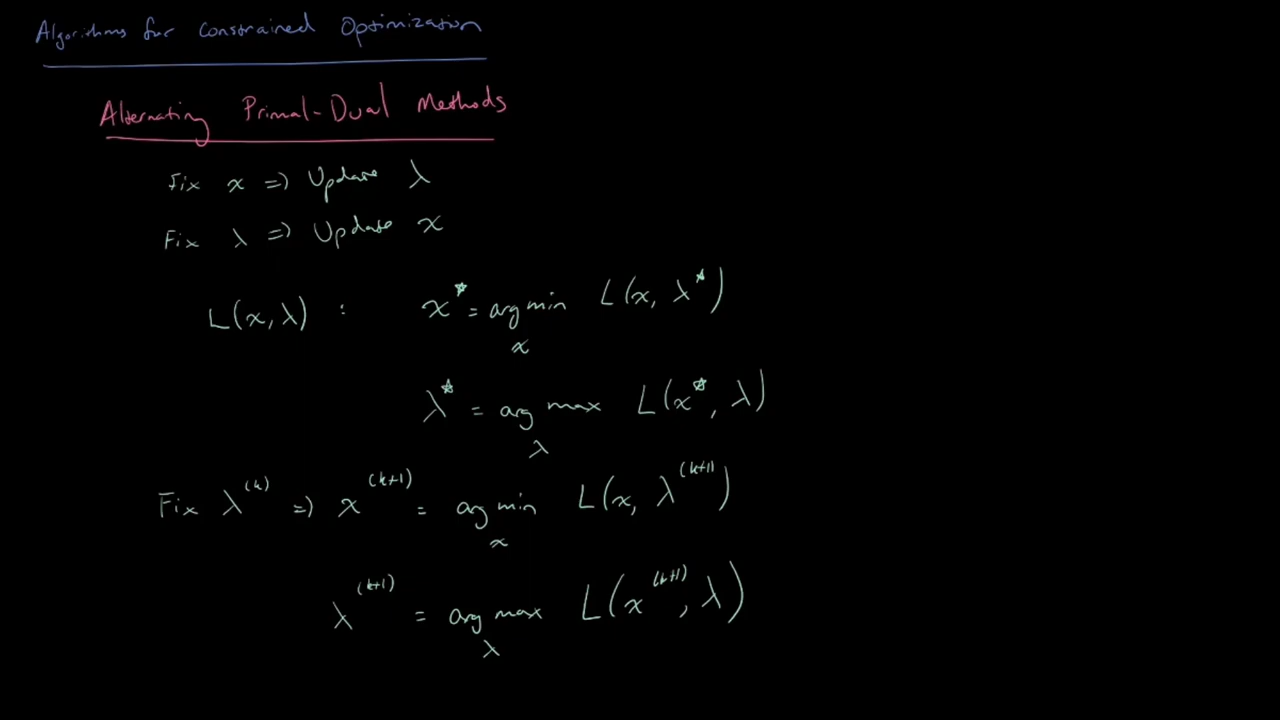 Algorithms for Constrained Optimization
Alternating Primal-Dual Methods
Fix x => Update λ
Fix λ => Update x
L(x, λ) : x* = arg min L(x, λ*)
x
λ* = arg max L(x*, λ)
λ
Fix λ^(k) => x^(k+1) = arg min L(x, λ^(k+1))
x
λ^(k+1) = arg max L(x^(k+1), λ)
λ